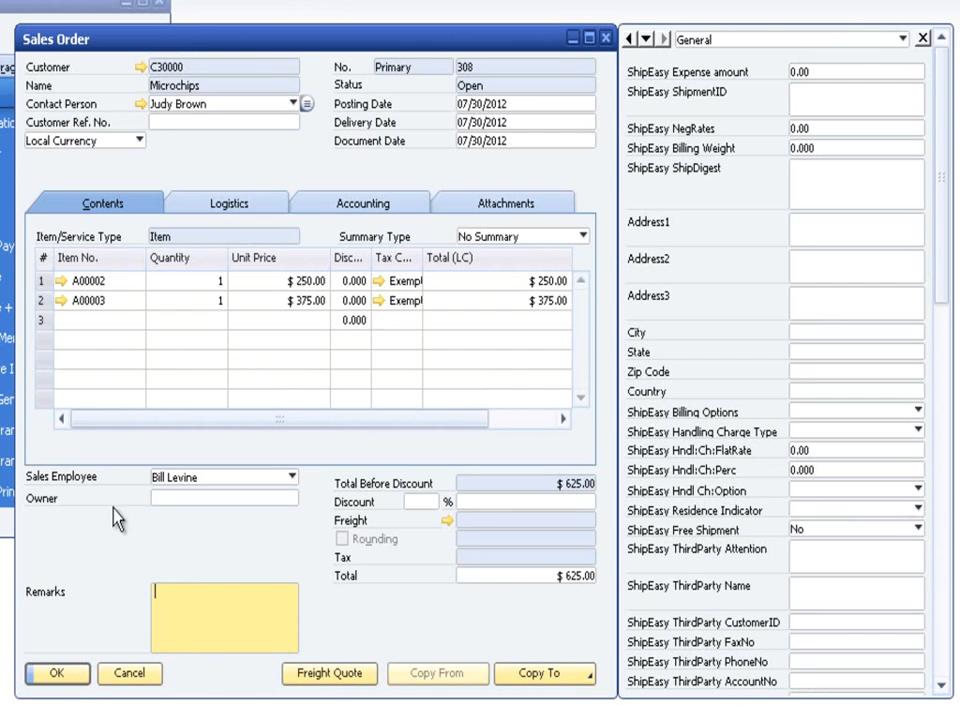 Sales Order
Customer C30000
Name Microchips
Contact Person Judy Brown
Customer Ref. No.
Local Currency
No. Primary 308
Status Open
Posting Date 07/30/2012
Delivery Date 07/30/2012
Document Date 07/30/2012
Contents Logistics Accounting Attachments
Item/Service Type Item Summary Type No Summary
# Item No. Quantity Unit Price Disc... Tax C... Total (LC)
1 A00002 1 $ 250.00 0.000 Exempt $ 250.00
2 A00003 1 $ 375.00 0.000 Exempt $ 375.00
3 0.000
Sales Employee Bill Levine
Owner
Total Before Discount $ 625.00
Discount %
Freight
Rounding
Tax
Total $ 625.00
Remarks
OK Cancel Freight Quote Copy From Copy To
General
ShipEasy Expense amount 0.00
ShipEasy ShipmentID
ShipEasy NegRates 0.00
ShipEasy Billing Weight 0.000
ShipEasy ShipDigest
Address1
Address2
Address3
City
State
Zip Code
Country
ShipEasy Billing Options
ShipEasy Handling Charge Type
ShipEasy Hndl:Ch:FlatRate 0.00
ShipEasy Hndl:Ch:Perc 0.000
ShipEasy Hndl Ch:Option
ShipEasy Residence Indicator
ShipEasy Free Shipment No
ShipEasy ThirdParty Attention
ShipEasy ThirdParty Name
ShipEasy ThirdParty CustomerID
ShipEasy ThirdParty FaxNo
ShipEasy ThirdParty PhoneNo
ShipEasy ThirdParty AccountNo